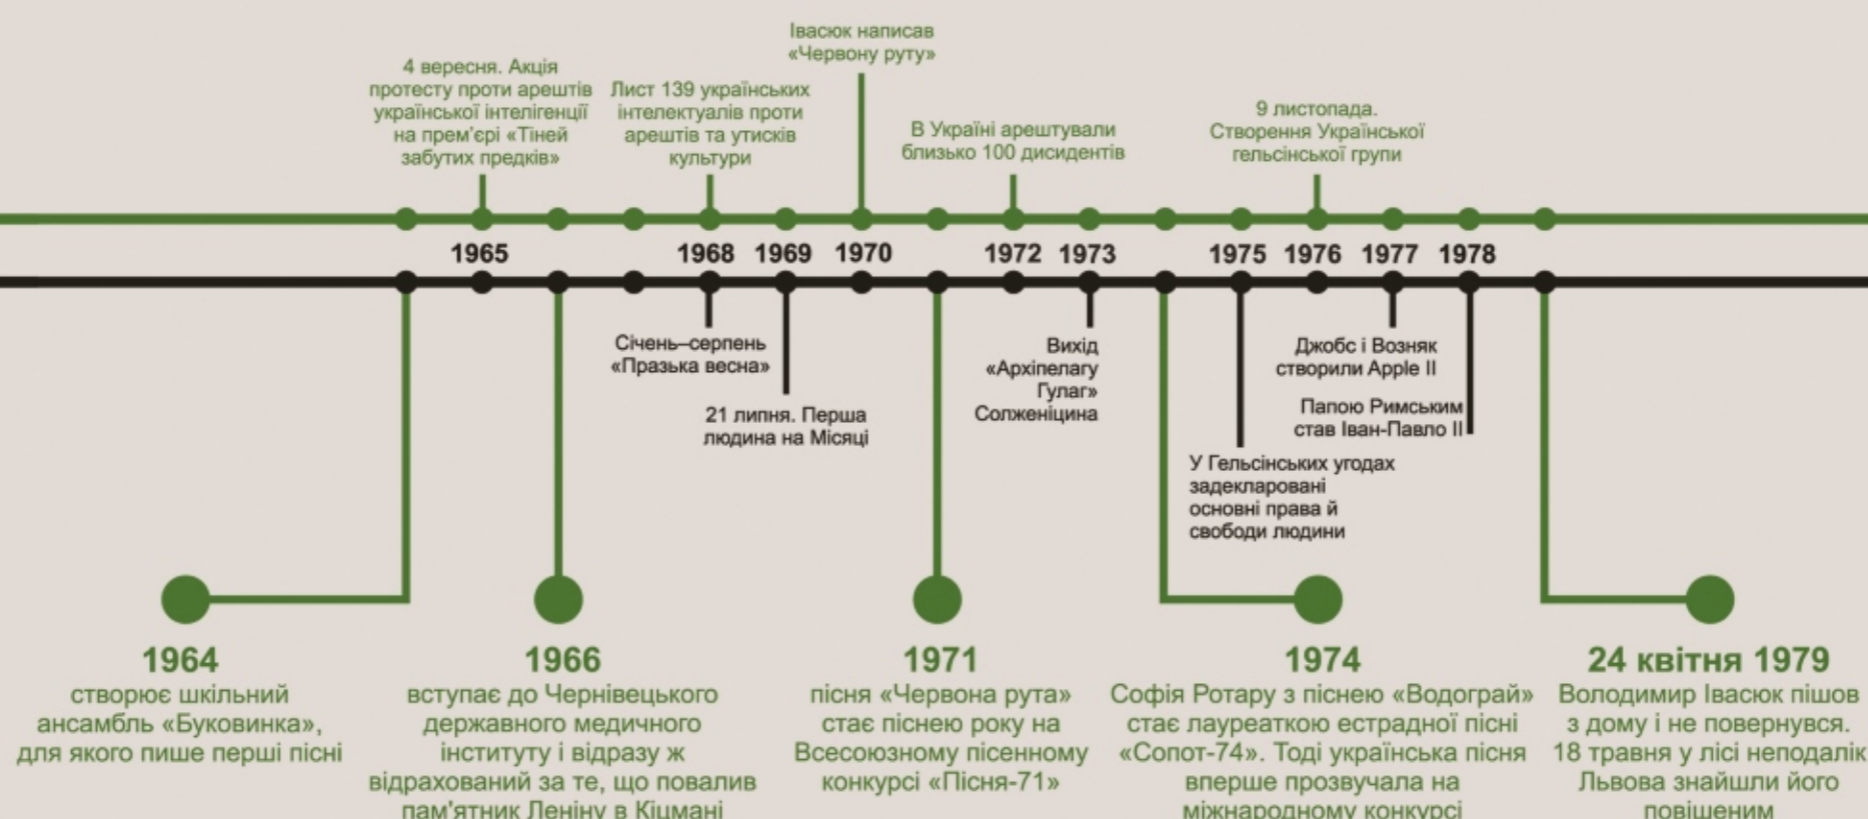 Івасюк написав
«Червону руту»
4 вересня. Акція
протесту проти арештів
української інтелігенції
на прем'єрі «Тіней
забутих предків»
Лист 139 українських
інтелектуалів проти
арештів та утисків
культури
В Україні арештували
близько 100 дисидентів
9 листопада.
Створення Української
гельсінської групи
1965 1968 1969 1970 1972 1973 1975 1976 1977 1978
Січень–серпень
«Празька весна»
21 липня. Перша
людина на Місяці
Вихід
«Архіпелагу
Гулаг»
Солженіцина
У Гельсінських угодах
задекларовані
основні права й
свободи людини
Джобс і Возняк
створили Apple II
Папою Римським
став Іван-Павло II
1964
створює шкільний
ансамбль «Буковинка»,
для якого пише перші пісні
1966
вступає до Чернівецького
державного медичного
інституту і відразу ж
відрахований за те, що повалив
пам'ятник Леніну в Кіцмані
1971
пісня «Червона рута»
стає піснею року на
Всесоюзному пісенному
конкурсі «Пісня-71»
1974
Софія Ротару з піснею «Водограй»
стає лауреаткою естрадної пісні
«Сопот-74». Тоді українська пісня
вперше прозвучала на
міжнародному конкурсі
24 квітня 1979
Володимир Івасюк пішов
з дому і не повернувся.
18 травня у лісі неподалік
Львова знайшли його
повішеним